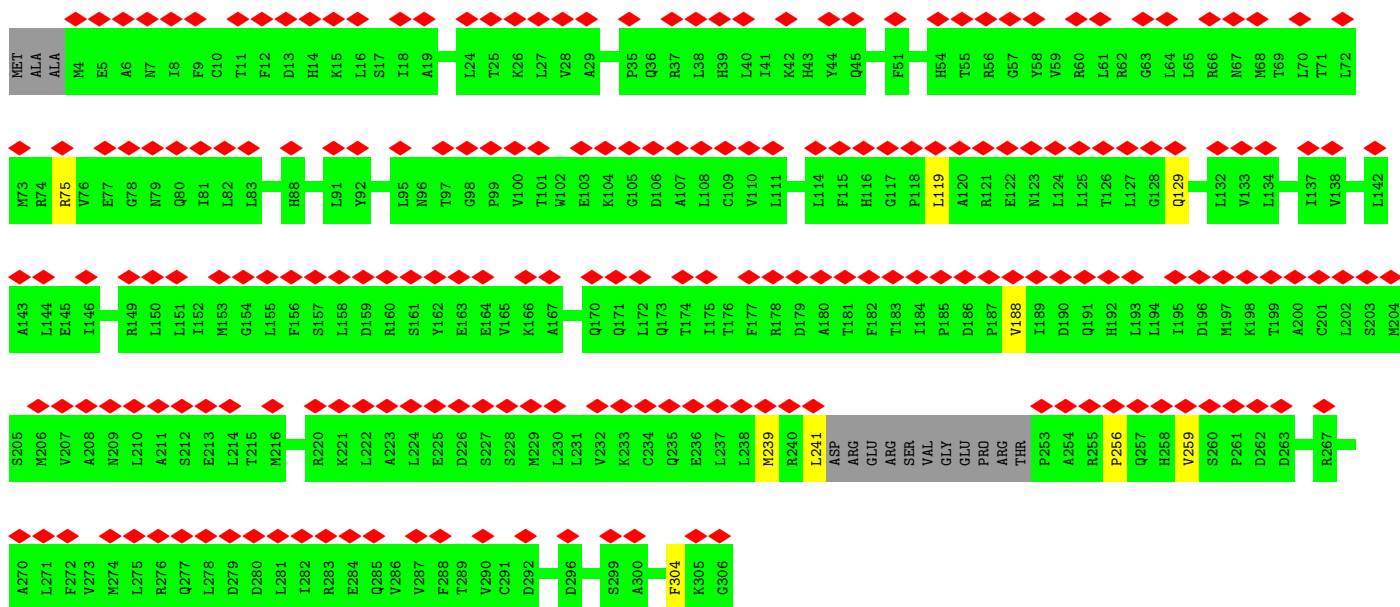 MET ALA ALA M4 E5 A6 N7 I8 F9 C10 T11 F12 D13 H14 K15 L16 S17 I18 A19 L24 T25 K26 L27 V28 A29 P35 Q36 R37 L38 H39 L40 I41 K42 H43 Y44 Q45 F51 H54 T55 R56 G57 Y58 V59 R60 L61 R62 G63 L64 L65 R66 N67 M68 T69 L70 T71 L72
M73 R74 R75 V76 E77 G78 N79 Q80 I81 L82 L83 H88 L91 Y92 L95 N96 T97 G98 P99 V100 T101 W102 E103 K104 G105 D106 A107 L108 C109 V110 L111 L114 F115 H116 G117 P118 L119 A120 R121 E122 N123 L124 L125 T126 L127 G128 Q129 L132 V133 L134 I137 V138 L142
A143 L144 E145 I146 R149 L150 L151 I152 M153 G154 L155 F156 S157 L158 D159 R160 S161 Y162 E163 E164 V165 K166 A167 Q170 Q171 L172 Q173 T174 I175 T176 F177 R178 D179 A180 T181 F182 T183 I184 P185 D186 P187 V188 I189 D190 Q191 H192 L193 L194 I195 D196 M197 K198 T199 A200 C201 L202 S203 M204
S205 M206 V207 A208 N209 L210 A211 S212 E213 L214 T215 M216 R220 K221 L222 A223 L224 E225 D226 S227 S228 M229 L230 L231 V232 K233 C234 Q235 E236 L237 L238 M239 R240 L241 ASP ARG GLU ARG SER VAL GLY GLU PRO ARG THR P253 A254 R255 P256 Q257 H258 V259 S260 P261 D262 D263 R267
A270 L271 F272 V273 M274 L275 R276 Q277 L278 D279 D280 L281 I282 R283 E284 Q285 V286 V287 F288 T289 V290 C291 D292 D296 S299 A300 F304 K305 G306